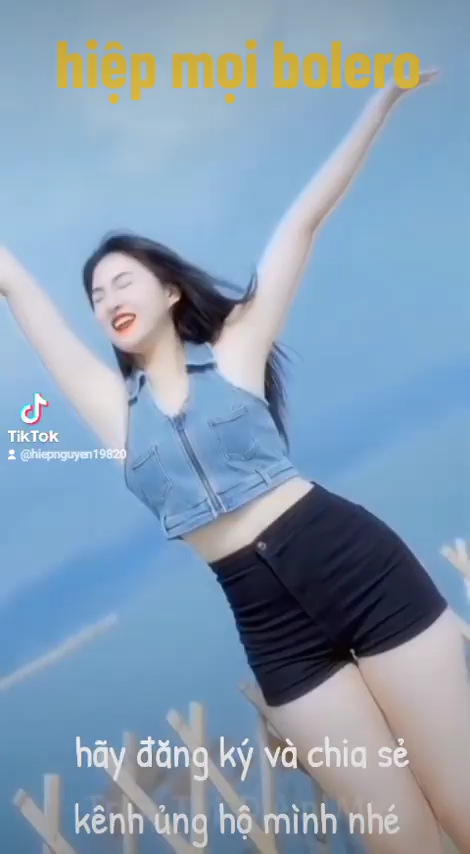 hiệp mọi bolero
TikTok
@hiepnguyen19820
hãy đăng ký và chia sẻ
kênh ủng hộ mình nhé